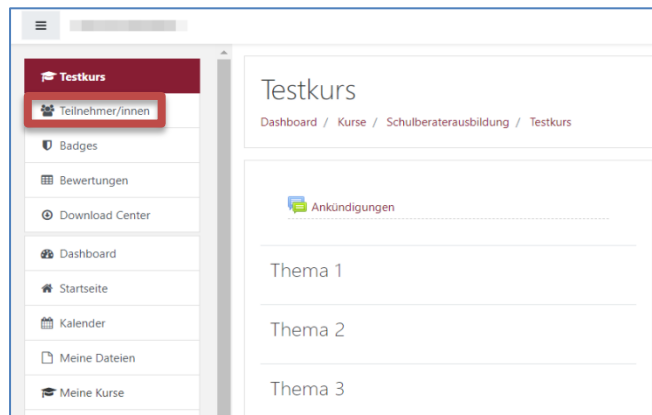 Testkurs
Teilnehmer/innen
Badges
Bewertungen
Download Center
Dashboard
Startseite
Kalender
Meine Dateien
Meine Kurse
Testkurs
Dashboard / Kurse / Schulberaterausbildung / Testkurs
Ankündigungen
Thema 1
Thema 2
Thema 3